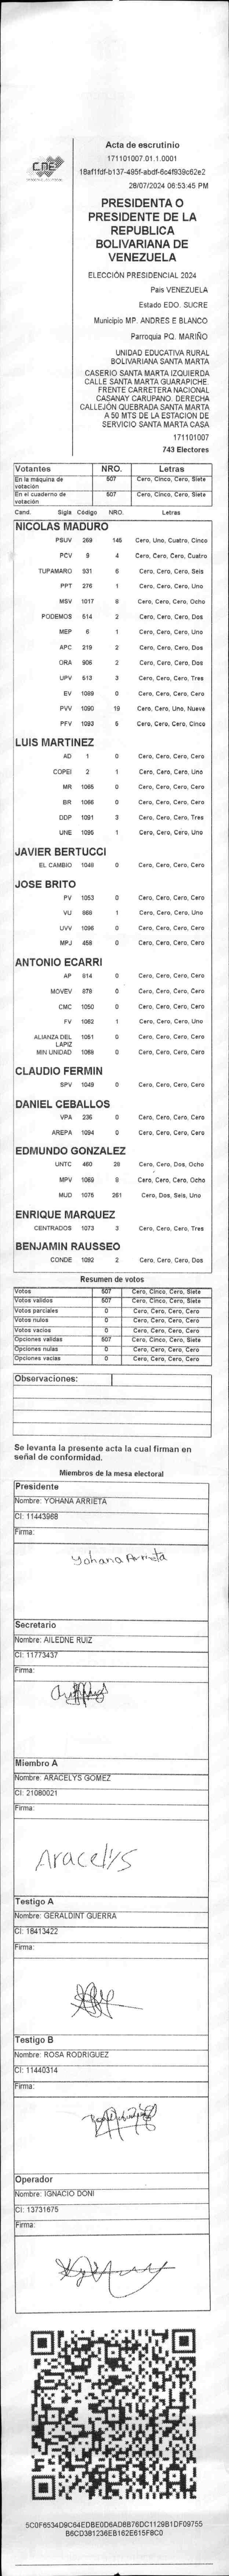 Acta de escrutinio
171101007.01.1.0001
18af1fdf-b137-495f-abdf-6c4f939c62e2
28/07/2024 06:53:45 PM
CNE
PRESIDENTA O
PRESIDENTE DE LA
REPUBLICA
BOLIVARIANA DE
VENEZUELA
ELECCIÓN PRESIDENCIAL 2024
Pais VENEZUELA
Estado EDO. SUCRE
Municipio MP. ANDRES E BLANCO
Parroquia PQ. MARIÑO
UNIDAD EDUCATIVA RURAL
BOLIVARIANA SANTA MARTA
CASERIO SANTA MARTA IZQUIERDA
CALLE SANTA MARTA GUARAPICHE.
FRENTE CARRETERA NACIONAL
CASANAY CARUPANO. DERECHA
CALLEJÓN QUEBRADA SANTA MARTA
A 50 MTS DE LA ESTACION DE
SERVICIO SANTA MARTA CASA
171101007
743 Electores
Votantes NRO. Letras
En la máquina de votación 507 Cero, Cinco, Cero, Siete
En el cuaderno de votación 507 Cero, Cinco, Cero, Siete
Cand. Sigla Código NRO. Letras
NICOLAS MADURO
PSUV 269 145 Cero, Uno, Cuatro, Cinco
PCV 9 4 Cero, Cero, Cero, Cuatro
TUPAMARO 931 6 Cero, Cero, Cero, Seis
PPT 276 1 Cero, Cero, Cero, Uno
MSV 1017 8 Cero, Cero, Cero, Ocho
PODEMOS 514 2 Cero, Cero, Cero, Dos
MEP 6 1 Cero, Cero, Cero, Uno
APC 219 2 Cero, Cero, Cero, Dos
ORA 906 2 Cero, Cero, Cero, Dos
UPV 513 3 Cero, Cero, Cero, Tres
EV 1089 0 Cero, Cero, Cero, Cero
PVV 1090 19 Cero, Cero, Uno, Nueve
PFV 1093 5 Cero, Cero, Cero, Cinco
LUIS MARTINEZ
AD 1 0 Cero, Cero, Cero, Cero
COPEI 2 1 Cero, Cero, Cero, Uno
MR 1065 0 Cero, Cero, Cero, Cero
BR 1066 0 Cero, Cero, Cero, Cero
DDP 1091 3 Cero, Cero, Cero, Tres
UNE 1095 1 Cero, Cero, Cero, Uno
JAVIER BERTUCCI
EL CAMBIO 1048 0 Cero, Cero, Cero, Cero
JOSE BRITO
PV 1053 0 Cero, Cero, Cero, Cero
VU 868 1 Cero, Cero, Cero, Uno
UVV 1096 0 Cero, Cero, Cero, Cero
MPJ 458 0 Cero, Cero, Cero, Cero
ANTONIO ECARRI
AP 814 0 Cero, Cero, Cero, Cero
MOVEV 878 0 Cero, Cero, Cero, Cero
CMC 1050 0 Cero, Cero, Cero, Cero
FV 1062 1 Cero, Cero, Cero, Uno
ALIANZA DEL LAPIZ 1051 0 Cero, Cero, Cero, Cero
MIN UNIDAD 1088 0 Cero, Cero, Cero, Cero
CLAUDIO FERMIN
SPV 1049 0 Cero, Cero, Cero, Cero
DANIEL CEBALLOS
VPA 236 0 Cero, Cero, Cero, Cero
AREPA 1094 0 Cero, Cero, Cero, Cero
EDMUNDO GONZALEZ
UNTC 460 28 Cero, Cero, Dos, Ocho
MPV 1069 8 Cero, Cero, Cero, Ocho
MUD 1075 261 Cero, Dos, Seis, Uno
ENRIQUE MARQUEZ
CENTRADOS 1073 3 Cero, Cero, Cero, Tres
BENJAMIN RAUSSEO
CONDE 1092 2 Cero, Cero, Cero, Dos
Resumen de votos
Votos 507 Cero, Cinco, Cero, Siete
Votos validos 507 Cero, Cinco, Cero, Siete
Votos parciales 0 Cero, Cero, Cero, Cero
Votos nulos 0 Cero, Cero, Cero, Cero
Votos vacios 0 Cero, Cero, Cero, Cero
Opciones validas 507 Cero, Cinco, Cero, Siete
Opciones nulas 0 Cero, Cero, Cero, Cero
Opciones vacias 0 Cero, Cero, Cero, Cero
Observaciones:
Se levanta la presente acta la cual firman en
señal de conformidad.
Miembros de la mesa electoral
Presidente
Nombre: YOHANA ARRIETA
CI: 11443968
Firma:
Yohana Arrieta
Secretario
Nombre: AILEDNE RUIZ
CI: 11773437
Firma:
Miembro A
Nombre: ARACELYS GOMEZ
CI: 21080021
Firma:
Aracelys
Testigo A
Nombre: GERALDINT GUERRA
CI: 18413422
Firma:
Testigo B
Nombre: ROSA RODRIGUEZ
CI: 11440314
Firma:
Operador
Nombre: IGNACIO DONI
CI: 13731675
Firma:
5C0F6534D9C64EDBE0D6AD8B76DC1129B1DF09755
B6CD381236EB162E615F8C0